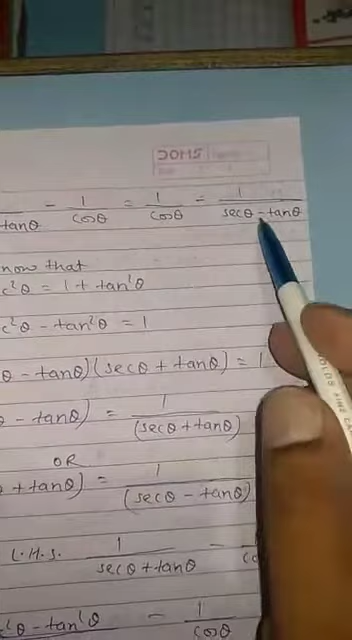 DOMS
tanθ - 1/cosθ = 1/cosθ = 1/(secθ - tanθ)
now that
c²θ = 1 + tan²θ
c²θ - tan²θ = 1
θ - tanθ) (secθ + tanθ) = 1
θ - tanθ) = 1/(secθ + tanθ)
OR
+ tanθ) = 1/(secθ - tanθ)
L.H.S. 1/(secθ + tanθ) -
c²θ - tan²θ - 1/cosθ